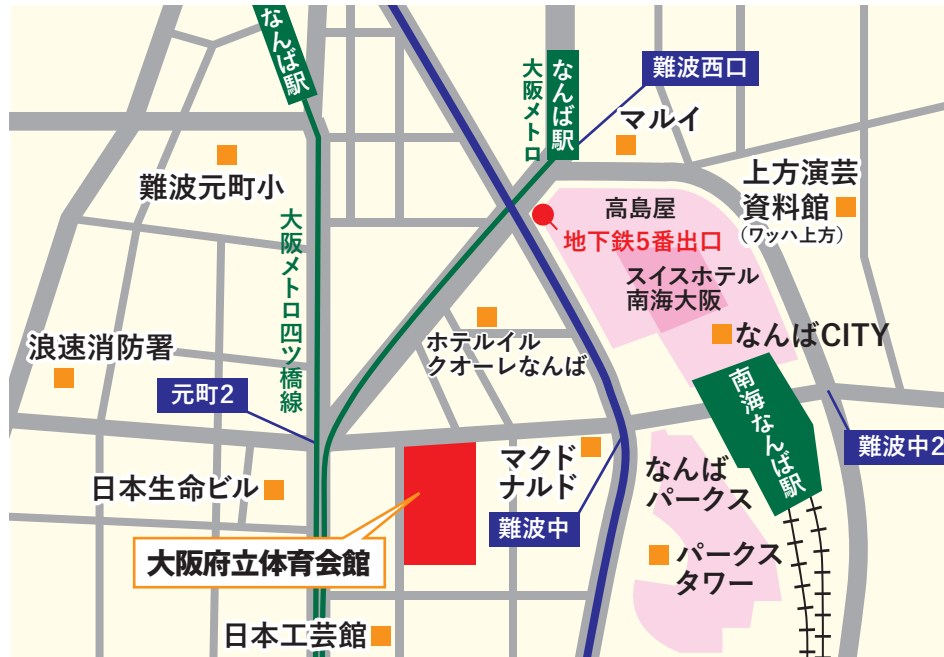 なんば駅
大阪メトロ
なんば駅
難波西口
マルイ
難波元町小
上方演芸
資料館
(ワッハ上方)
高島屋
地下鉄5番出口
スイスホテル
南海大阪
大阪メトロ四ツ橋線
なんばCITY
浪速消防署
ホテルイル
クオーレなんば
元町2
南海なんば駅
難波中2
マクド
ナルド
なんば
パークス
日本生命ビル
難波中
大阪府立体育会館
パークス
タワー
日本工芸館